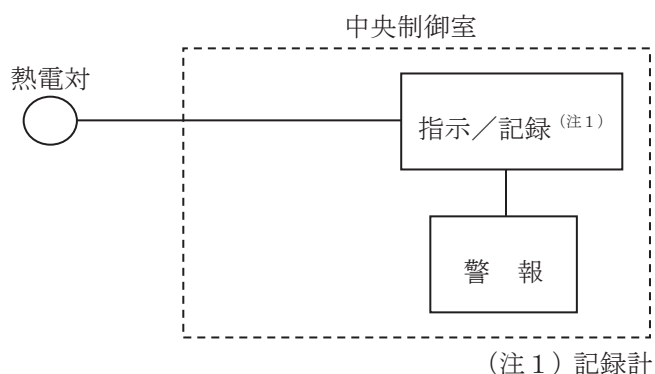 中央制御室
熱電対
指示／記録（注１）
警　報
（注１）記録計